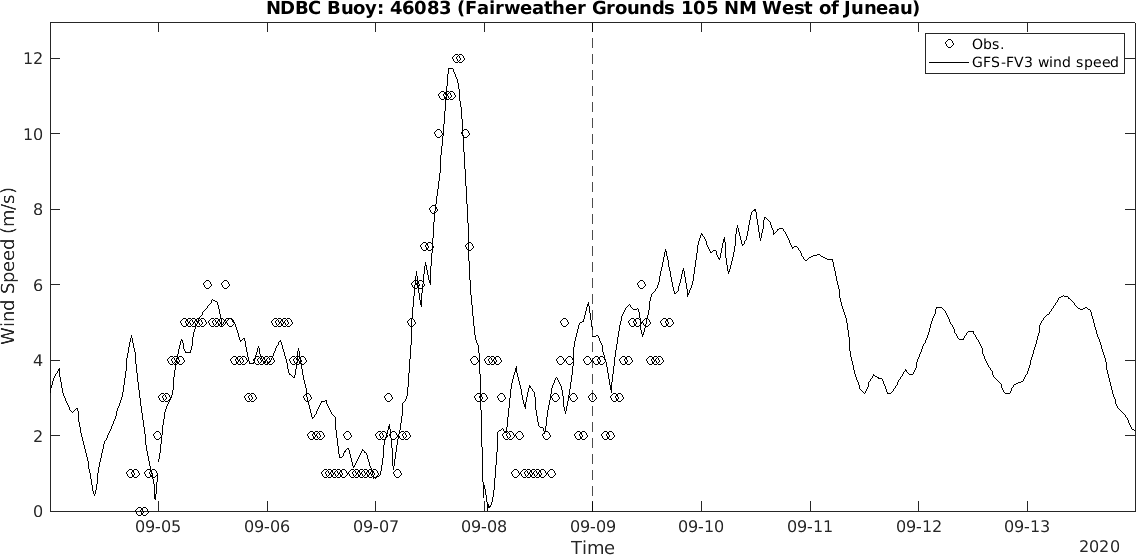 NDBC Buoy: 46083 (Fairweather Grounds 105 NM West of Juneau)
Obs.
GFS-FV3 wind speed
Wind Speed (m/s)
12
10
8
6
4
2
0
09-05 09-06 09-07 09-08 09-09 09-10 09-11 09-12 09-13
Time
2020